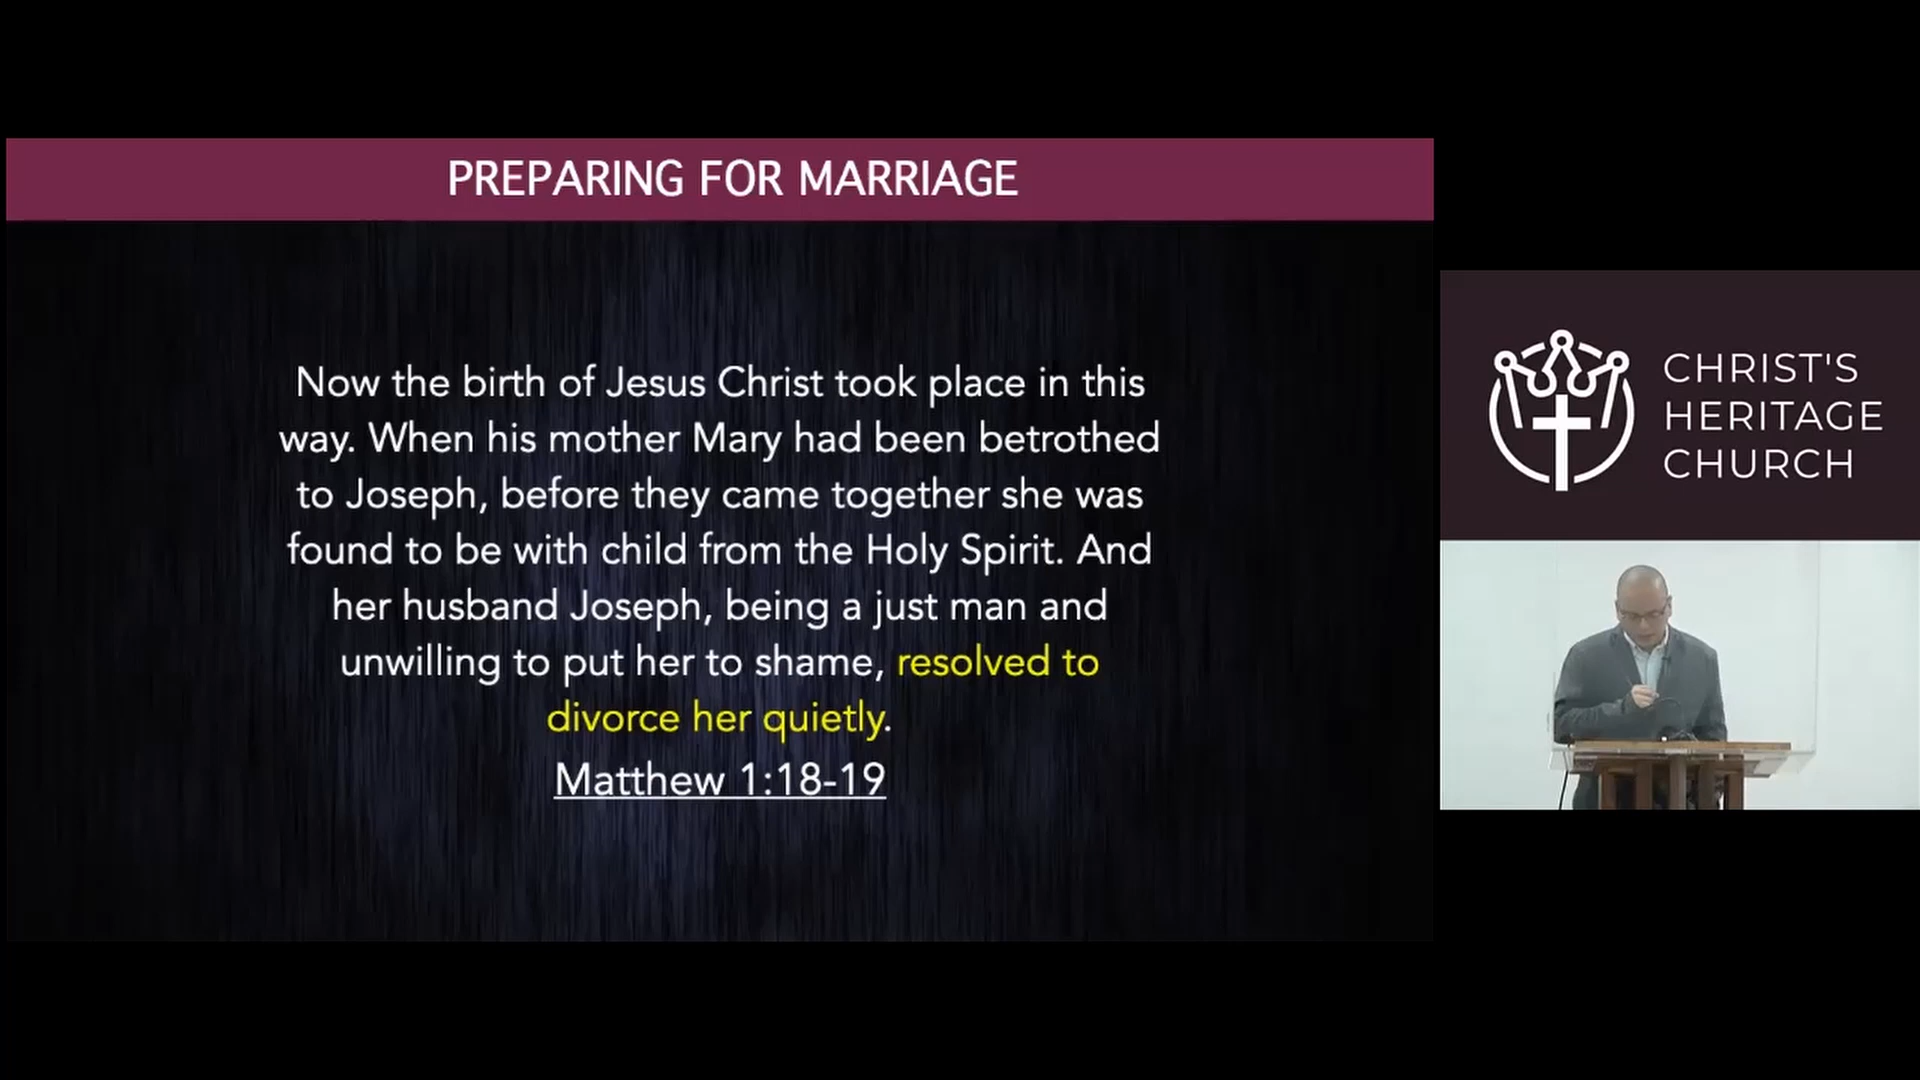 PREPARING FOR MARRIAGE
Now the birth of Jesus Christ took place in this
way. When his mother Mary had been betrothed
to Joseph, before they came together she was
found to be with child from the Holy Spirit. And
her husband Joseph, being a just man and
unwilling to put her to shame, resolved to
divorce her quietly.
Matthew 1:18-19
CHRIST'S
HERITAGE
CHURCH